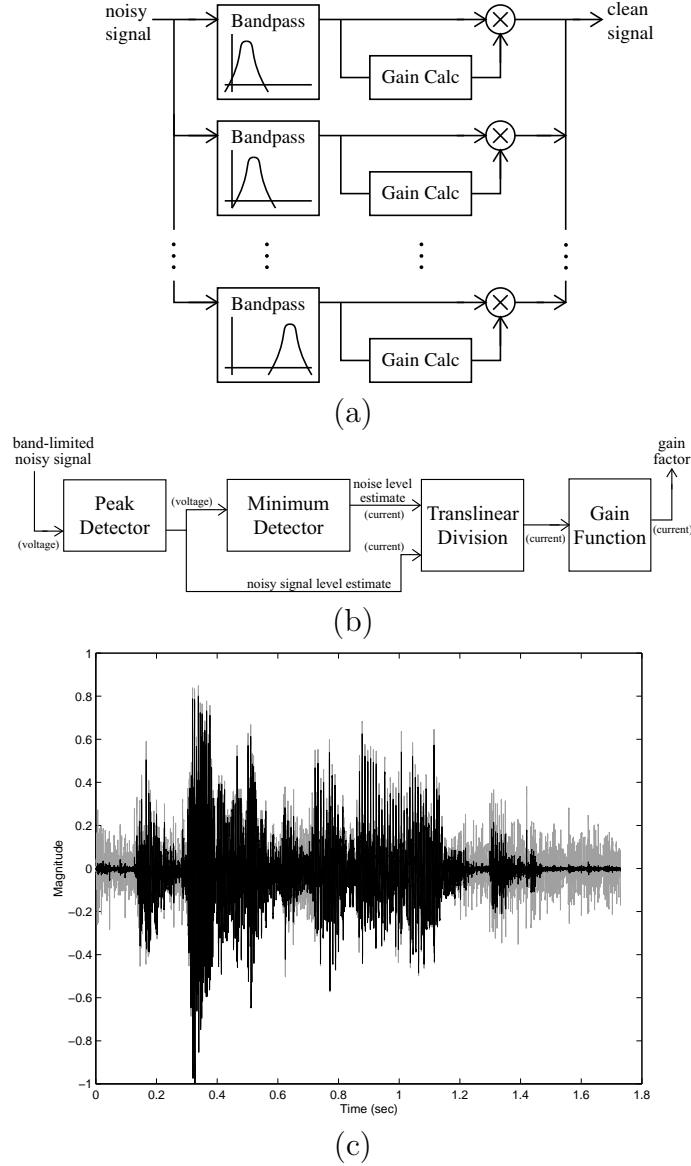 noisy
signal
Bandpass
Gain Calc
clean
signal
Bandpass
Gain Calc
Bandpass
Gain Calc
(a)
band-limited
noisy signal
(voltage)
Peak
Detector
(voltage)
Minimum
Detector
noise level
estimate
(current)
(current)
noisy signal level estimate
Translinear
Division
(current)
Gain
Function
gain
factor
(current)
(b)
1
0.8
0.6
0.4
0.2
0
−0.2
−0.4
−0.6
−0.8
−1
Magnitude
0 0.2 0.4 0.6 0.8 1 1.2 1.4 1.6 1.8
Time (sec)
(c)